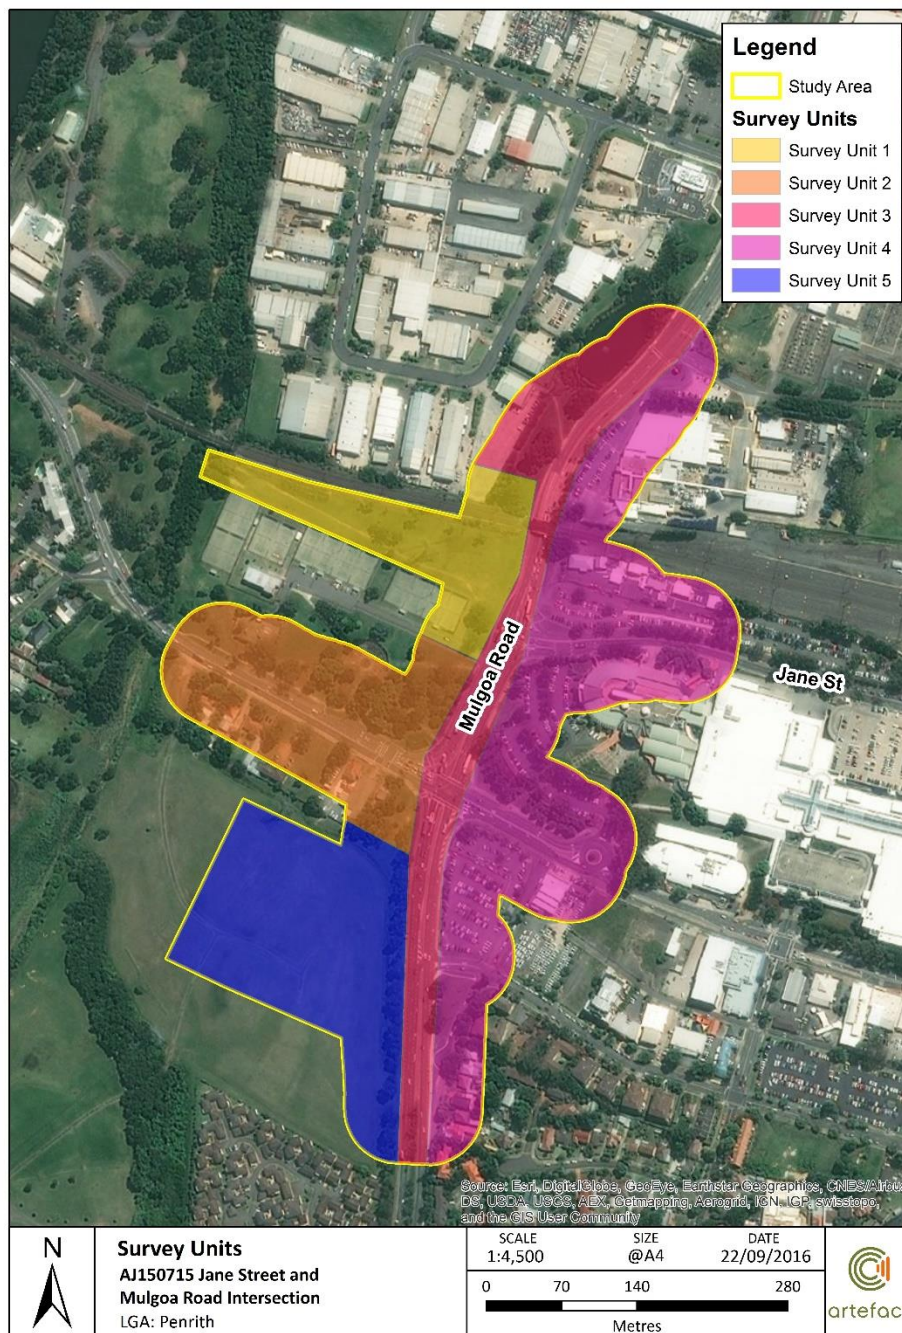 Legend
Study Area
Survey Units
Survey Unit 1
Survey Unit 2
Survey Unit 3
Survey Unit 4
Survey Unit 5
Mulgoa Road
Jane St
Source: Esri, DigitalGlobe, GeoEye, Earthstar Geographics, CNES/Airbus
DS, USDA, USGS, AEX, Getmapping, Aerogrid, IGN, IGP, swisstopo,
and the GIS User Community
N
Survey Units
AJ150715 Jane Street and
Mulgoa Road Intersection
LGA: Penrith
SCALE
1:4,500
SIZE
@A4
DATE
22/09/2016
0 70 140 280
Metres
artefac